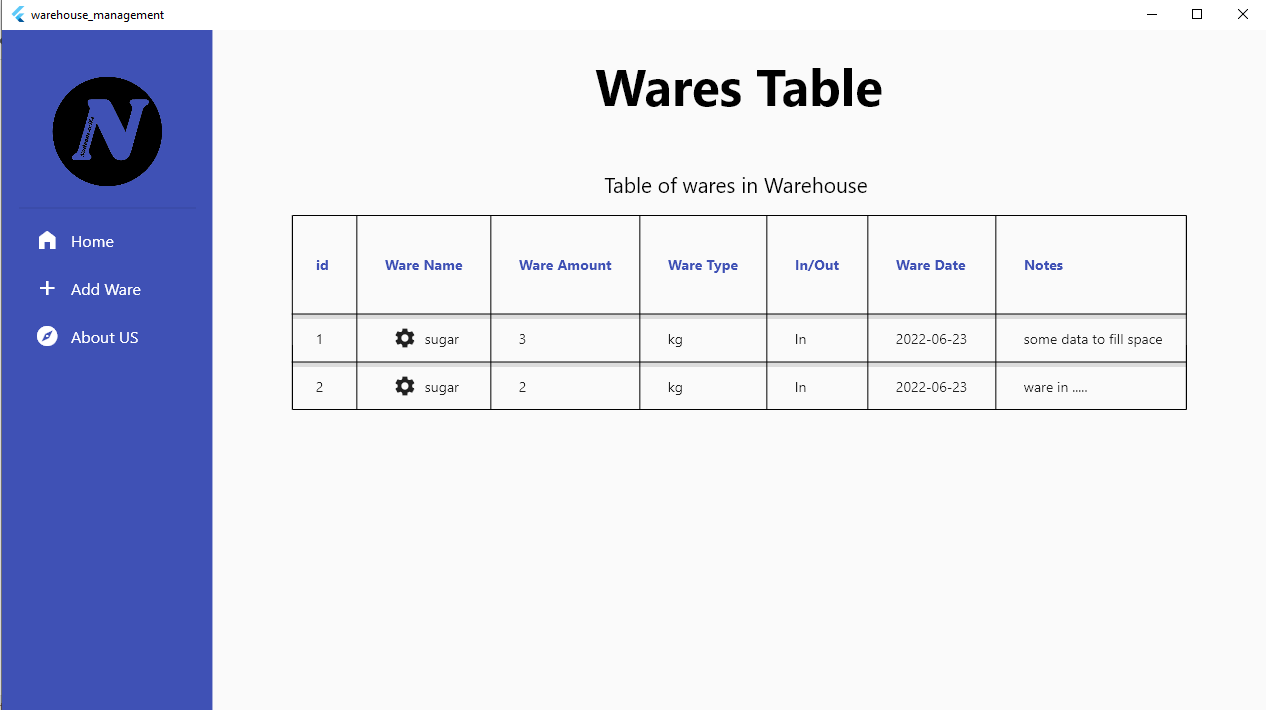 warehouse_management
Wares Table
Home
Add Ware
About US
Table of wares in Warehouse
id Ware Name Ware Amount Ware Type In/Out Ware Date Notes
1 sugar 3 kg In 2022-06-23 some data to fill space
2 sugar 2 kg In 2022-06-23 ware in .....
N